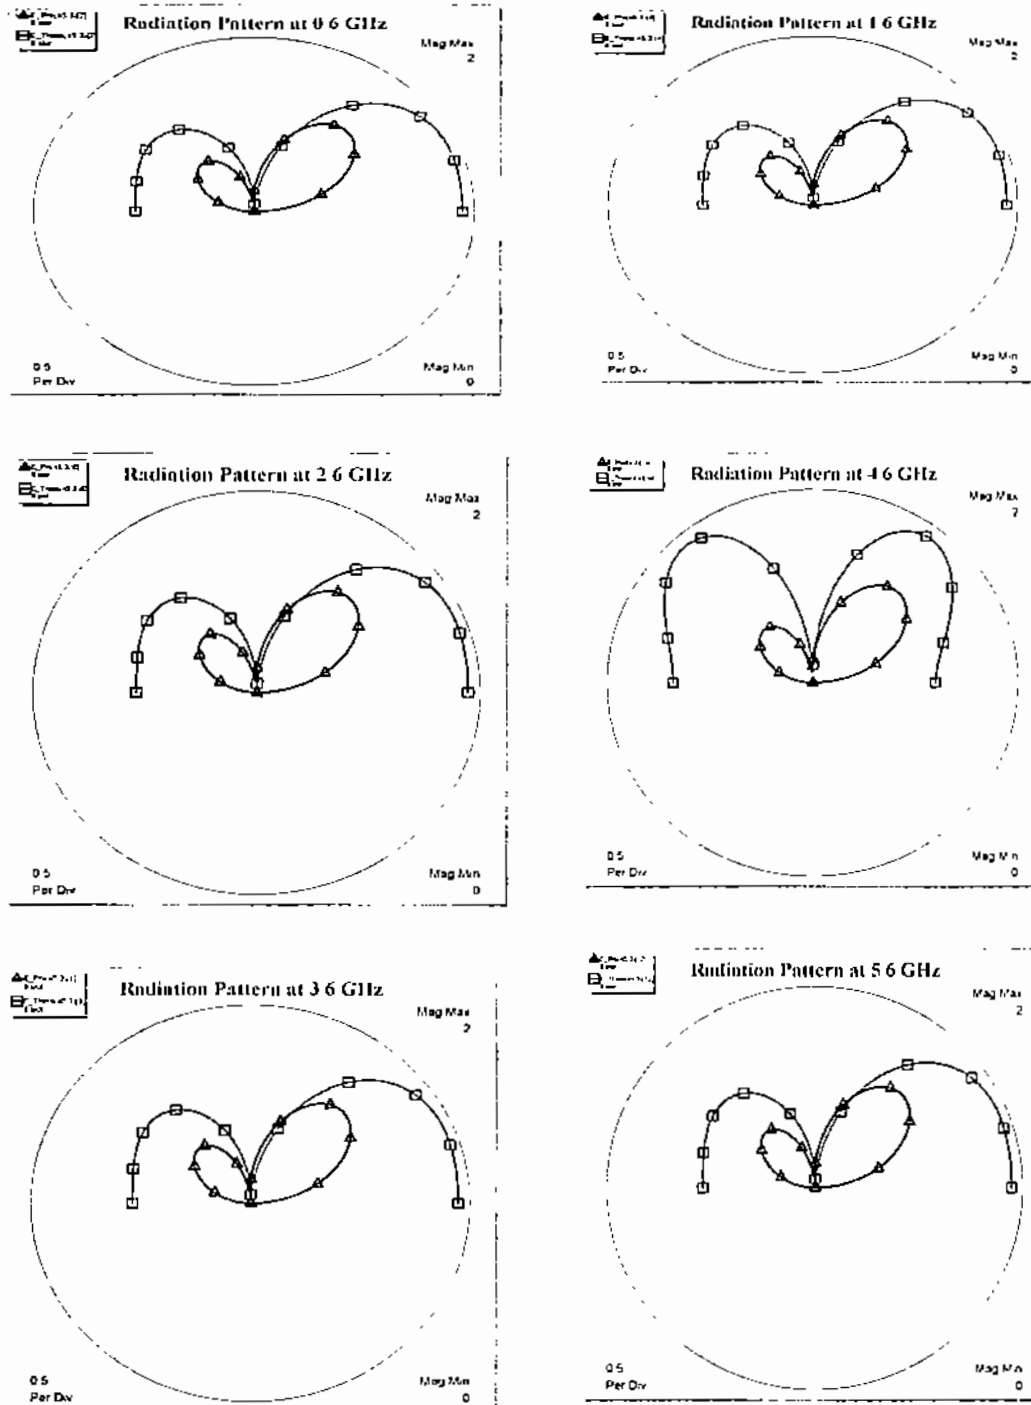 Radiation Pattern at 0 6 GHz
Mag Max
2
0 5
Per Div
Mag Min
0
Radiation Pattern at 1 6 GHz
Mag Max
2
0 5
Per Div
Mag Min
0
Radiation Pattern at 2 6 GHz
Mag Max
2
0 5
Per Div
Mag Min
0
Radiation Pattern at 4 6 GHz
Mag Max
2
0 5
Per Div
Mag Min
0
Radiation Pattern at 3 6 GHz
Mag Max
2
0 5
Per Div
Mag Min
0
Radiation Pattern at 5 6 GHz
Mag Max
2
0 5
Per Div
Mag Min
0